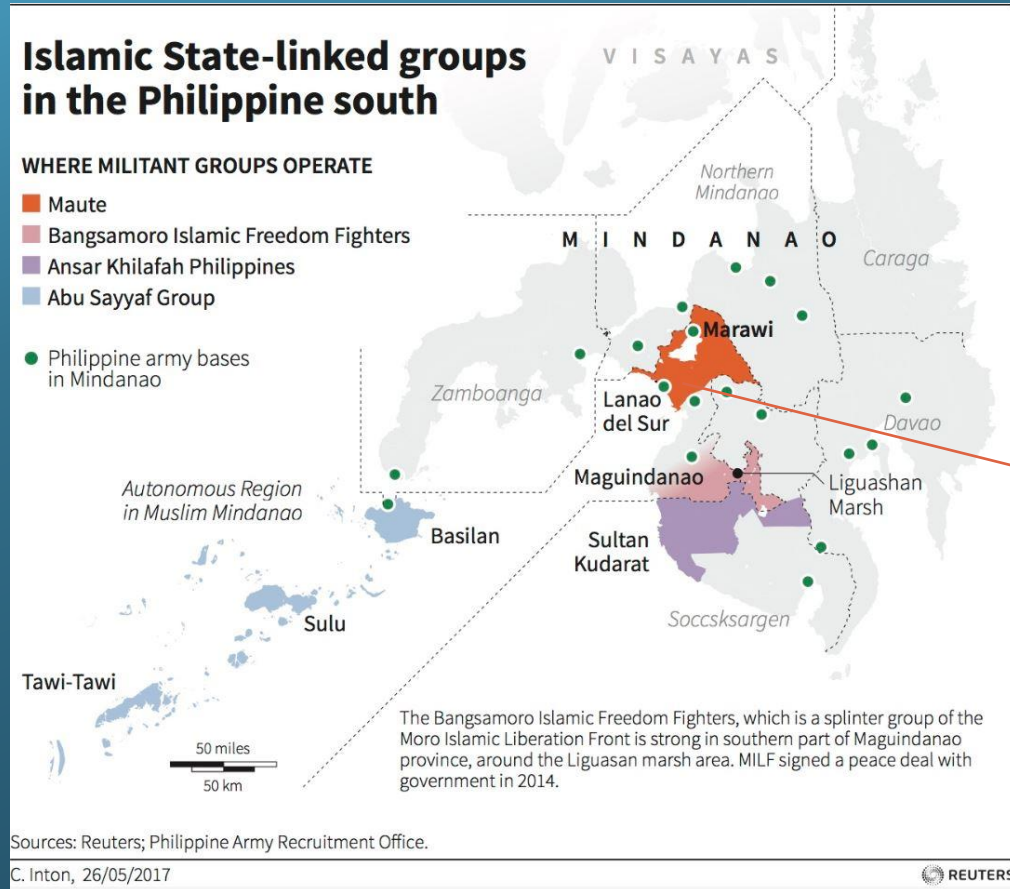 Islamic State-linked groups
in the Philippine south
WHERE MILITANT GROUPS OPERATE
Maute
Bangsamoro Islamic Freedom Fighters
Ansar Khilafah Philippines
Abu Sayyaf Group
Philippine army bases
in Mindanao
VISAYAS
Northern
Mindanao
MINDANAO
Caraga
Marawi
Zamboanga
Lanao
del Sur
Davao
Maguindanao
Liguashan
Marsh
Autonomous Region
in Muslim Mindanao
Basilan
Sultan
Kudarat
Sulu
Soccsksargen
Tawi-Tawi
50 miles
50 km
The Bangsamoro Islamic Freedom Fighters, which is a splinter group of the
Moro Islamic Liberation Front is strong in southern part of Maguindanao
province, around the Liguasan marsh area. MILF signed a peace deal with
government in 2014.
Sources: Reuters; Philippine Army Recruitment Office.
C. Inton, 26/05/2017
REUTERS